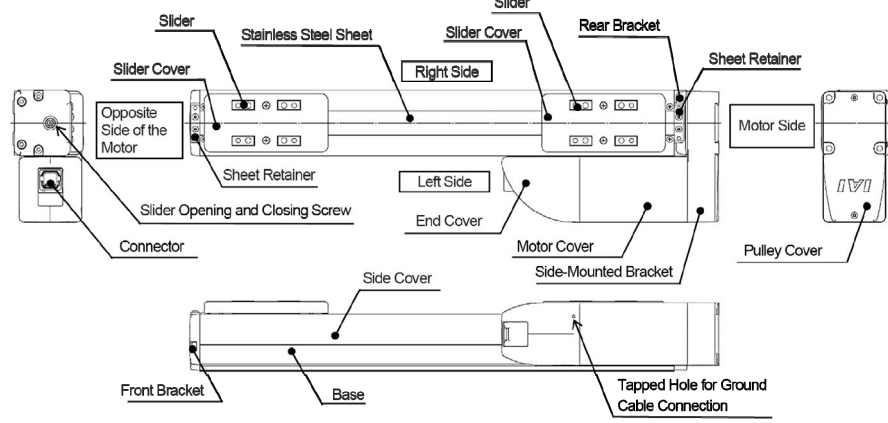 Slider
Slider
Stainless Steel Sheet
Slider Cover
Rear Bracket
Slider Cover
Right Side
Sheet Retainer
Opposite
Side of the
Motor
Motor Side
Sheet Retainer
Left Side
IAI
Slider Opening and Closing Screw
End Cover
Connector
Motor Cover
Pulley Cover
Side-Mounted Bracket
Side Cover
Front Bracket
Base
Tapped Hole for Ground
Cable Connection